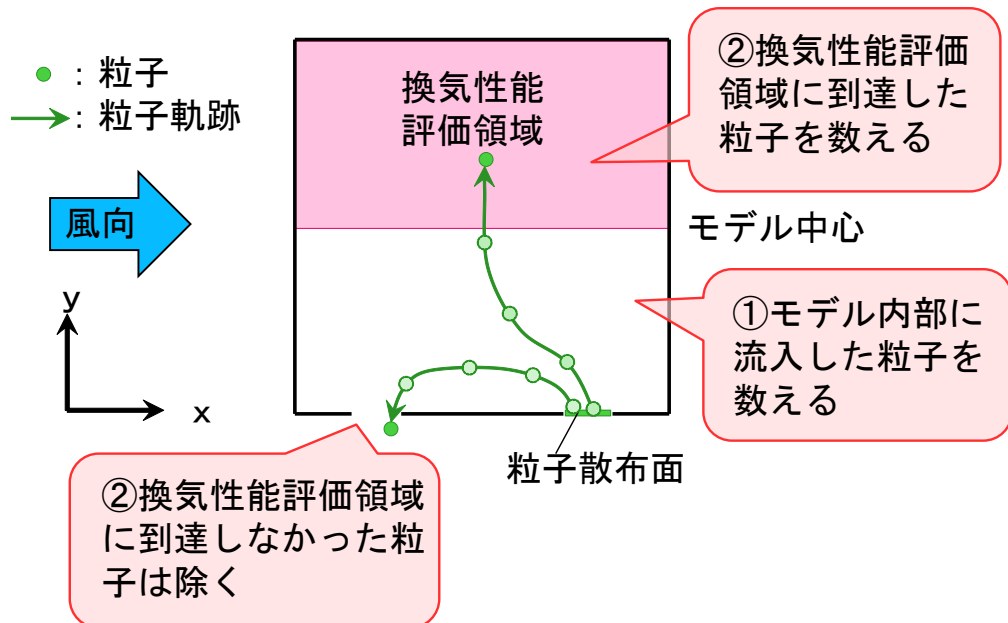 ：粒子
：粒子軌跡
風向
y
x
換気性能
評価領域
②換気性能評価
領域に到達した
粒子を数える
モデル中心
①モデル内部に
流入した粒子を
数える
粒子散布面
②換気性能評価領域
に到達しなかった粒
子は除く